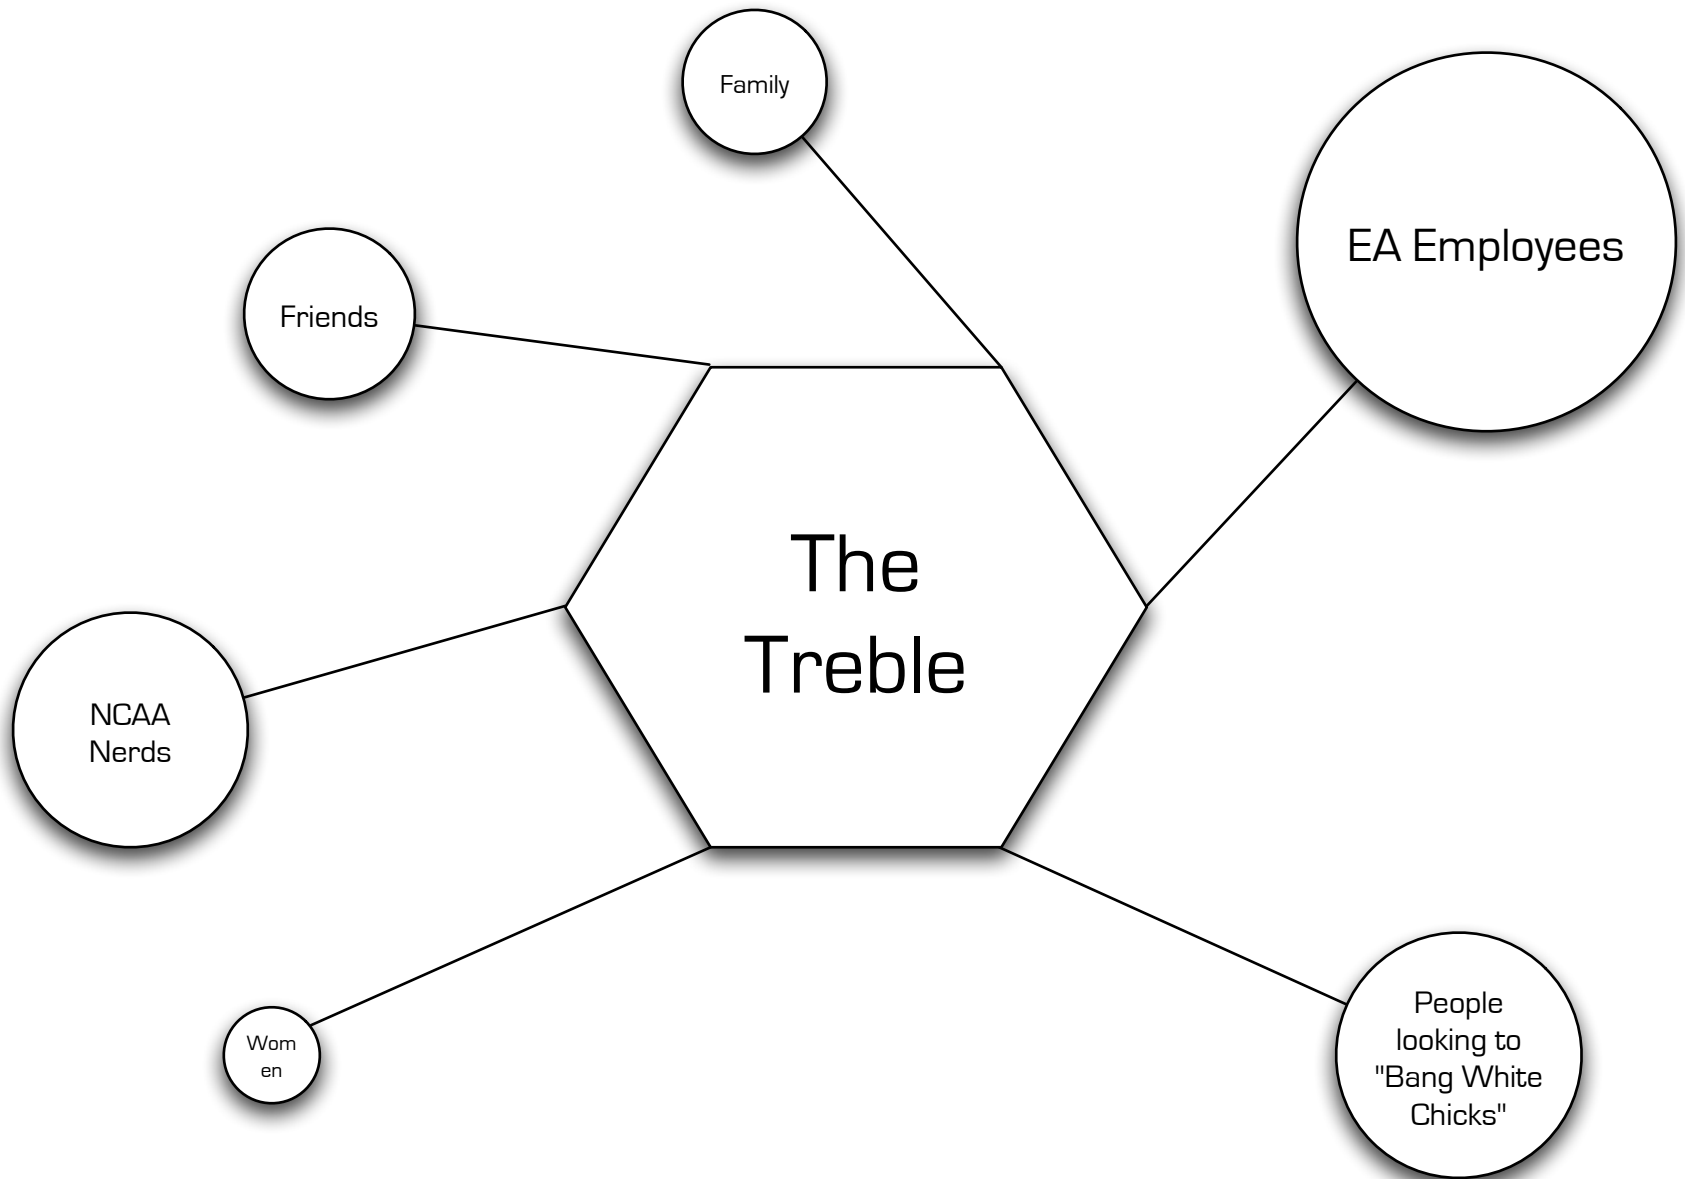 Family
EA Employees
Friends
The
Treble
NCAA
Nerds
Wom
en
People
looking to
"Bang White
Chicks"